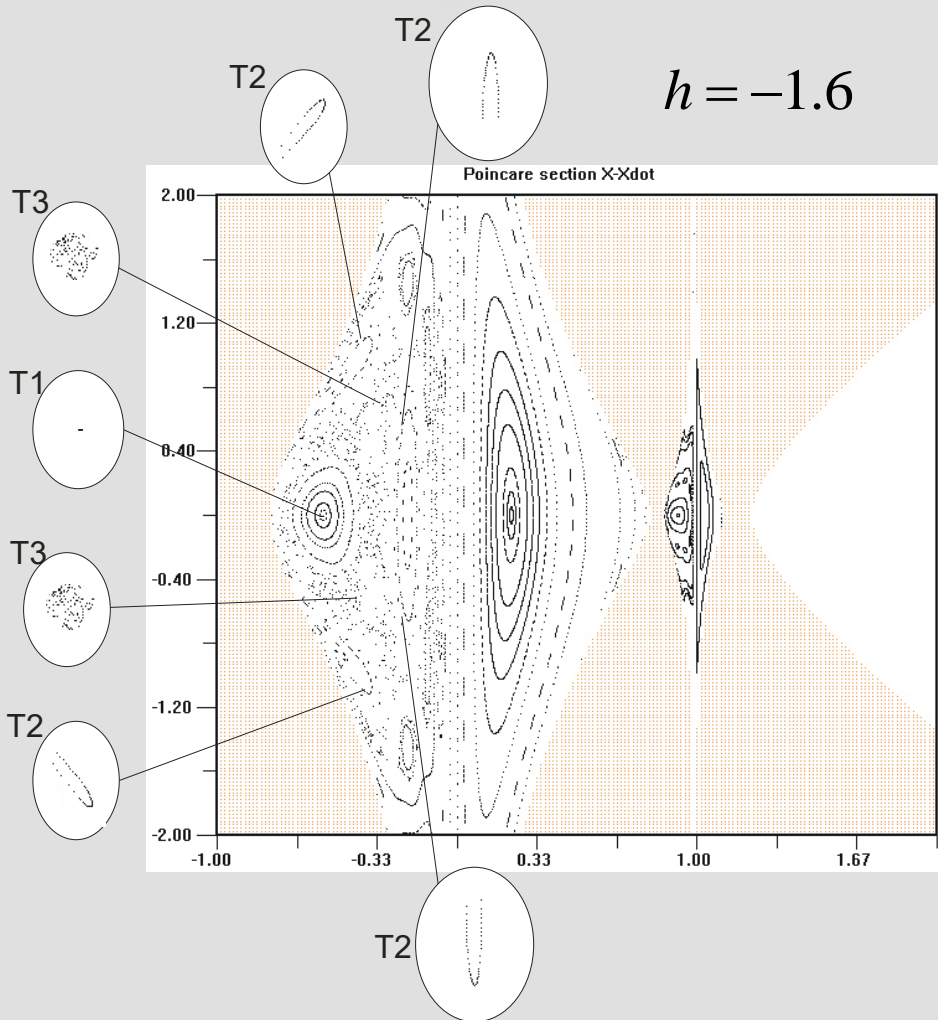 T2
T2
h = −1.6
Poincare section X-Xdot
T3
T1
T3
T2
T2
2.00
1.20
0.40
-0.40
-1.20
-2.00
-1.00 -0.33 0.33 1.00 1.67